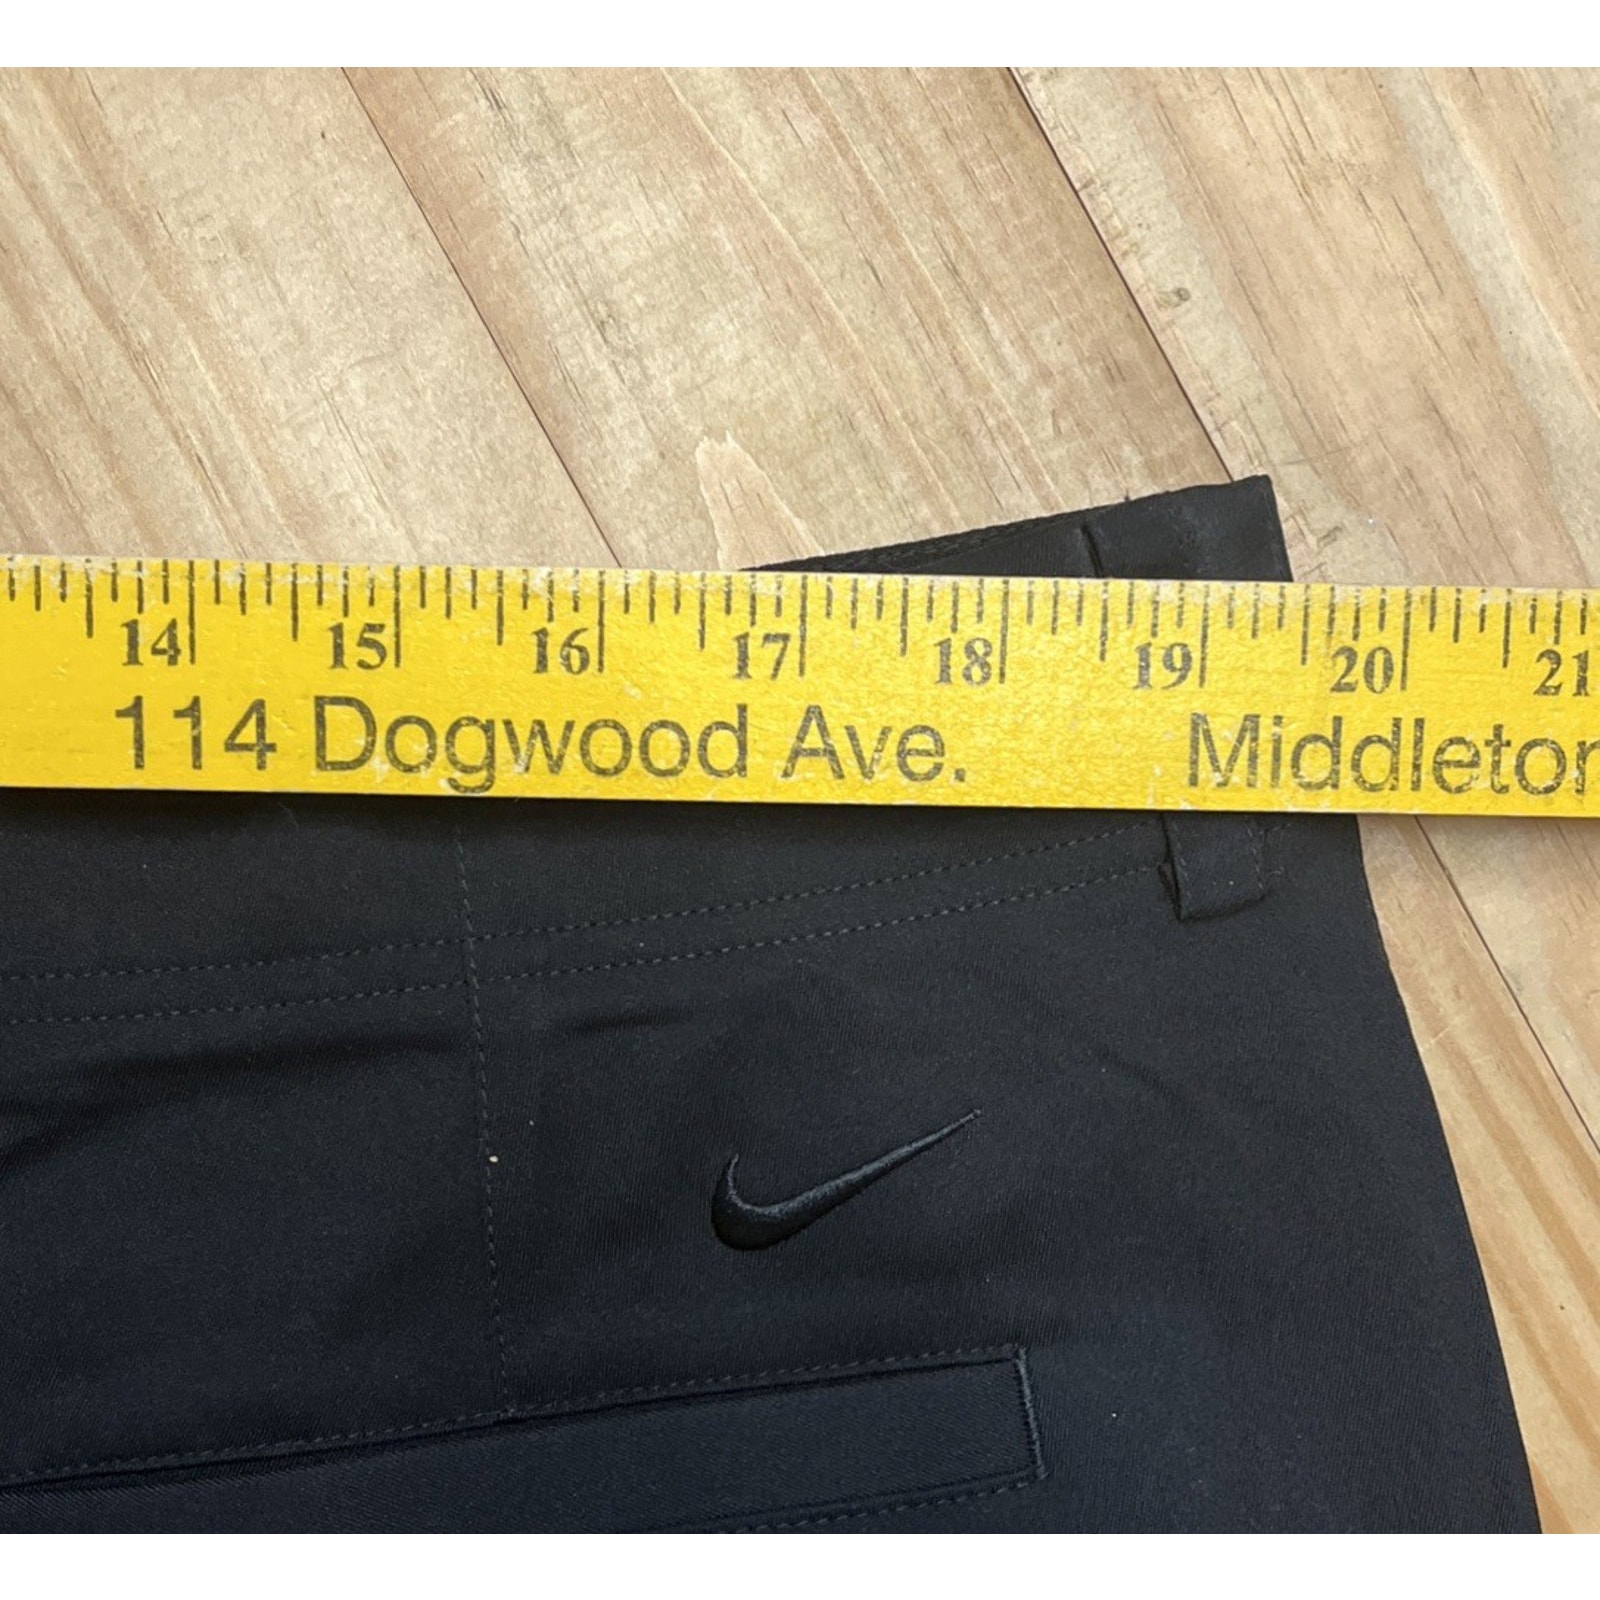 14 15 16 17 18 19 20 21
114 Dogwood Ave. Middleton